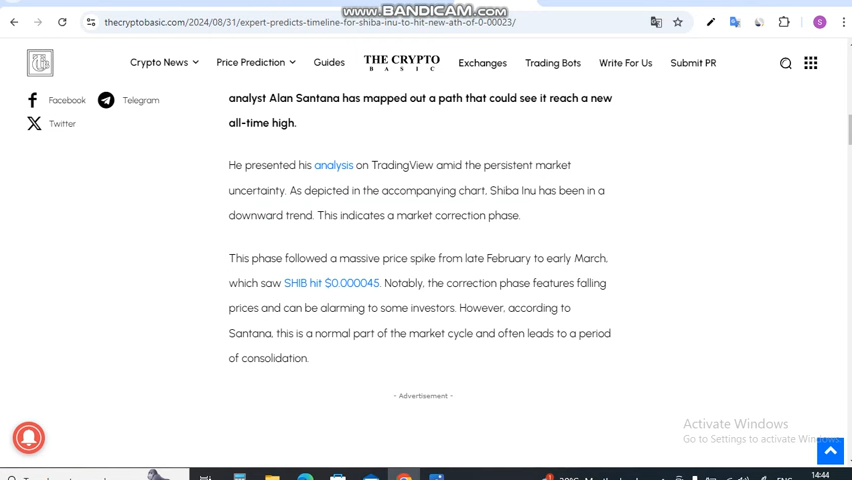 www.BANDICAM.com
thecryptobasic.com/2024/08/31/expert-predicts-timeline-for-shiba-inu-to-hit-new-ath-of-0-00023/
S
Crypto News
Price Prediction
Guides
THE CRYPTO
BASIC
Exchanges
Trading Bots
Write For Us
Submit PR
Facebook
Telegram
Twitter
analyst Alan Santana has mapped out a path that could see it reach a new
all-time high.
He presented his analysis on TradingView amid the persistent market
uncertainty. As depicted in the accompanying chart, Shiba Inu has been in a
downward trend. This indicates a market correction phase.
This phase followed a massive price spike from late February to early March,
which saw SHIB hit $0.000045. Notably, the correction phase features falling
prices and can be alarming to some investors. However, according to
Santana, this is a normal part of the market cycle and often leads to a period
of consolidation.
- Advertisement -
Activate Windows
Go to Settings to activate Windows.
14:44